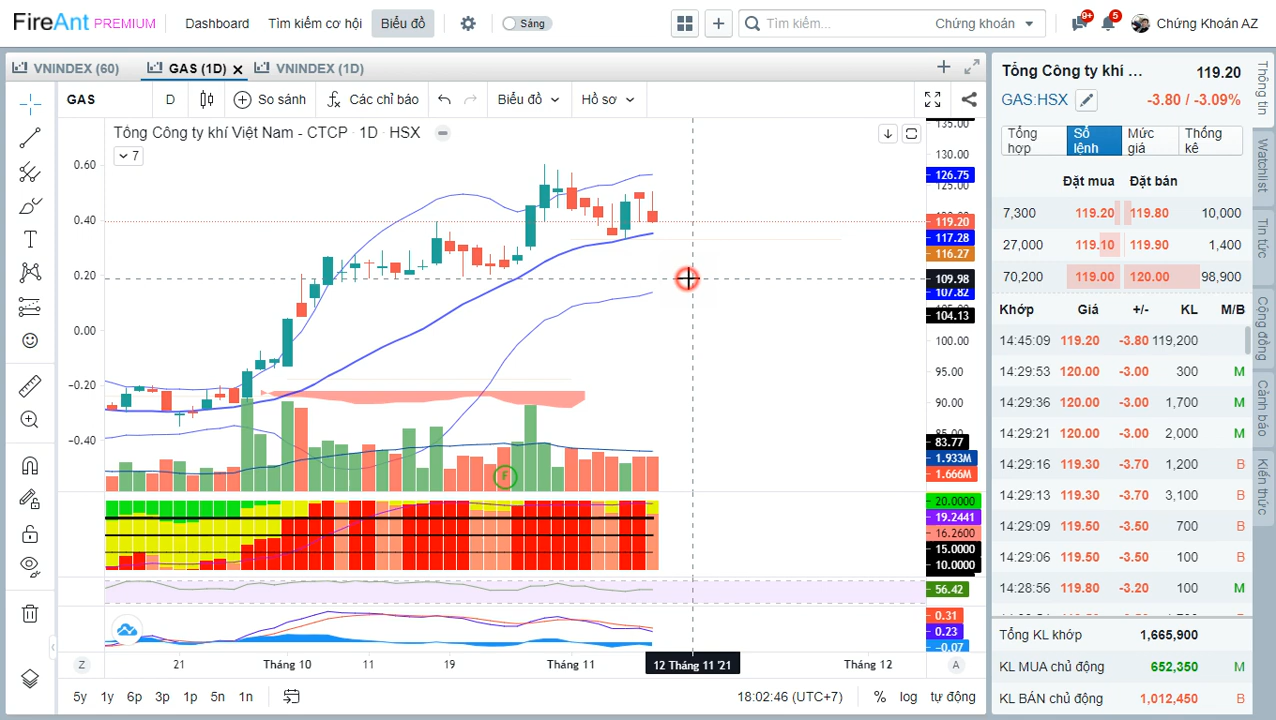 FireAnt PREMIUM
Dashboard
Tìm kiếm cơ hội
Biểu đồ
Sáng
Tìm kiếm...
Chứng khoán
9+
5
Chứng Khoán AZ
VNINDEX (60)
GAS (1D)
VNINDEX (1D)
GAS
D
So sánh
Các chỉ báo
Biểu đồ
Hồ sơ
Tổng Công ty khí Việt Nam - CTCP · 1D · HSX
7
0.60
0.40
0.20
0.00
−0.20
−0.40
135.00
130.00
126.75
125.00
119.20
117.28
116.27
109.98
107.82
104.13
100.00
95.00
90.00
83.77
1.933M
1.666M
F
20.0000
19.2441
16.2600
15.0000
10.0000
56.42
0.31
0.23
−0.07
Z
21
Tháng 10
11
19
Tháng 11
12 Tháng 11 '21
Tháng 12
A
5y
1y
6p
3p
1p
5n
1n
18:02:46 (UTC+7)
%
log
tự động
Tổng Công ty khí ...
119.20
GAS:HSX
-3.80 / -3.09%
Tổng hợp
Sổ lệnh
Mức giá
Thống kê
Đặt mua
Đặt bán
7,300 119.20 119.80 10,000
27,000 119.10 119.90 1,400
70,200 119.00 120.00 98,900
Khớp Giá +/- KL M/B
14:45:09 119.20 -3.80 119,200
14:29:53 120.00 -3.00 300 M
14:29:36 120.00 -3.00 1,700 M
14:29:21 120.00 -3.00 2,000 M
14:29:16 119.30 -3.70 1,200 B
14:29:13 119.30 -3.70 3,100 B
14:29:09 119.50 -3.50 700 B
14:29:06 119.50 -3.50 100 B
14:28:56 119.80 -3.20 100 M
Tổng KL khớp 1,665,900
KL MUA chủ động 652,350 M
KL BÁN chủ động 1,012,450 B
Thông tin
Watchlist
Tin tức
Cộng đồng
Cảnh báo
Kiến thức